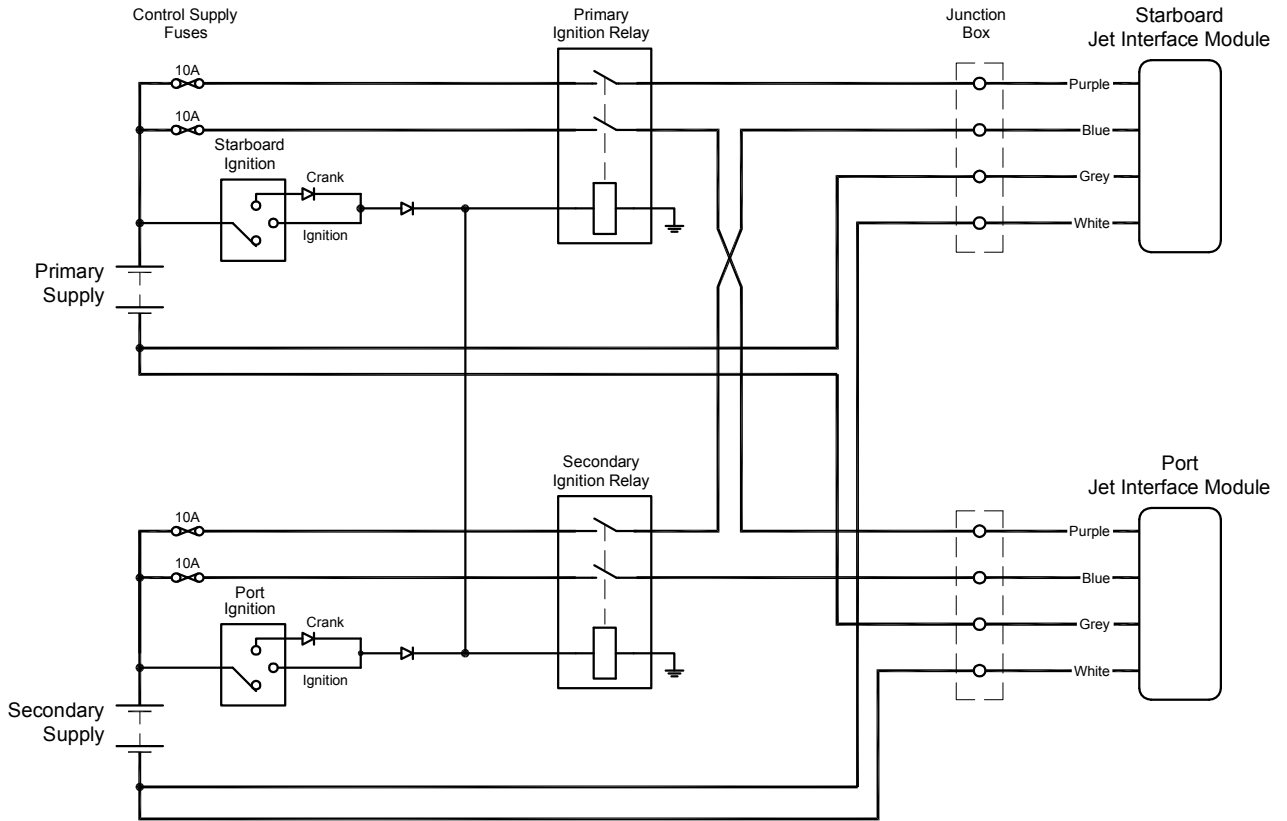 Control Supply
Fuses
Primary
Ignition Relay
Junction
Box
Starboard
Jet Interface Module
10A
Purple
10A
Blue
Starboard
Ignition
Crank
Grey
Ignition
White
Primary
Supply
Secondary
Ignition Relay
Port
Jet Interface Module
10A
Purple
10A
Blue
Port
Ignition
Crank
Grey
Ignition
White
Secondary
Supply